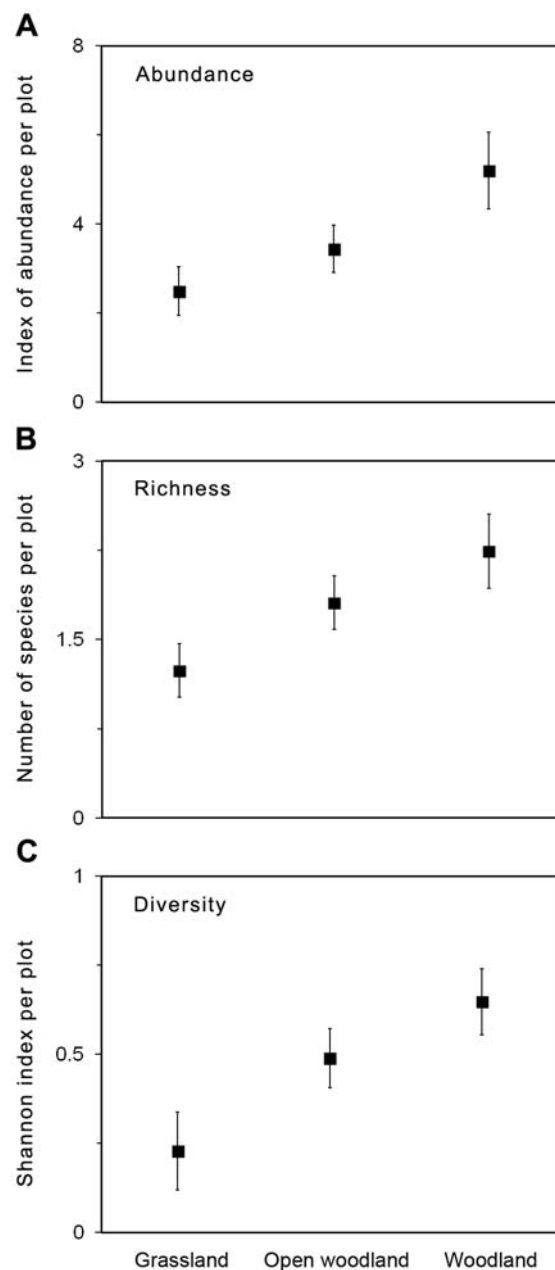 A
8
Abundance
4
0
Index of abundance per plot
B
3
Richness
1.5
0
Number of species per plot
C
1
Diversity
0.5
0
Shannon index per plot
Grassland Open woodland Woodland